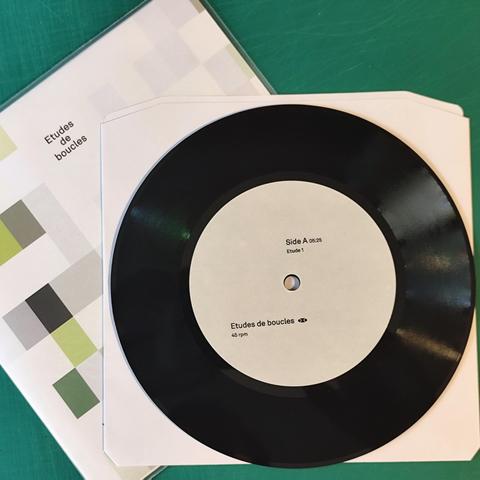 Etudes
de
boucles
Side A 05:25
Etude 1
Etudes de boucles
45 rpm